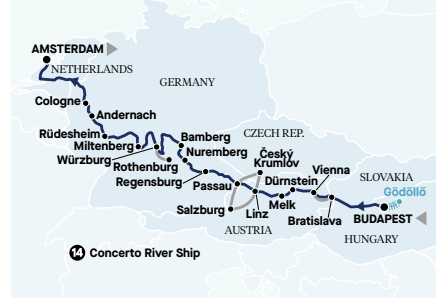 AMSTERDAM
NETHERLANDS
GERMANY
Cologne
Andernach
Rüdesheim
Miltenberg
Würzburg
Rothenburg
Regensburg
Bamberg
Nuremberg
CZECH REP.
Český
Krumlov
Passau
Dürnstein
Vienna
SLOVAKIA
Gödöllő
Salzburg
Linz
Melk
Bratislava
BUDAPEST
AUSTRIA
HUNGARY
14 Concerto River Ship